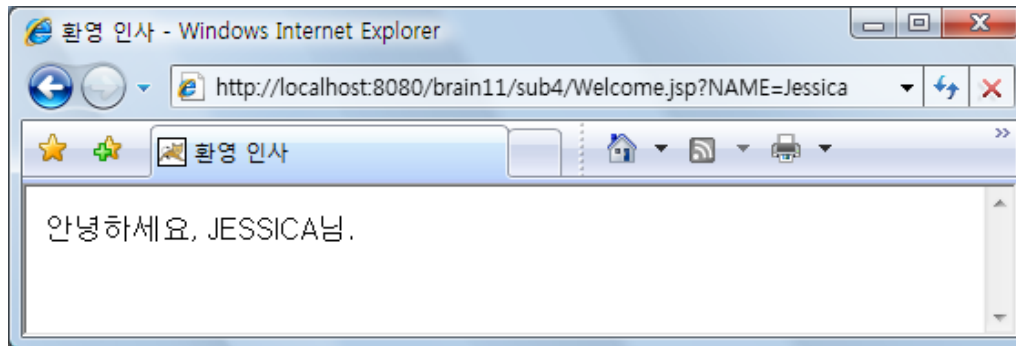 환영 인사 - Windows Internet Explorer
http://localhost:8080/brain11/sub4/Welcome.jsp?NAME=Jessica
환영 인사
안녕하세요, JESSICA님.